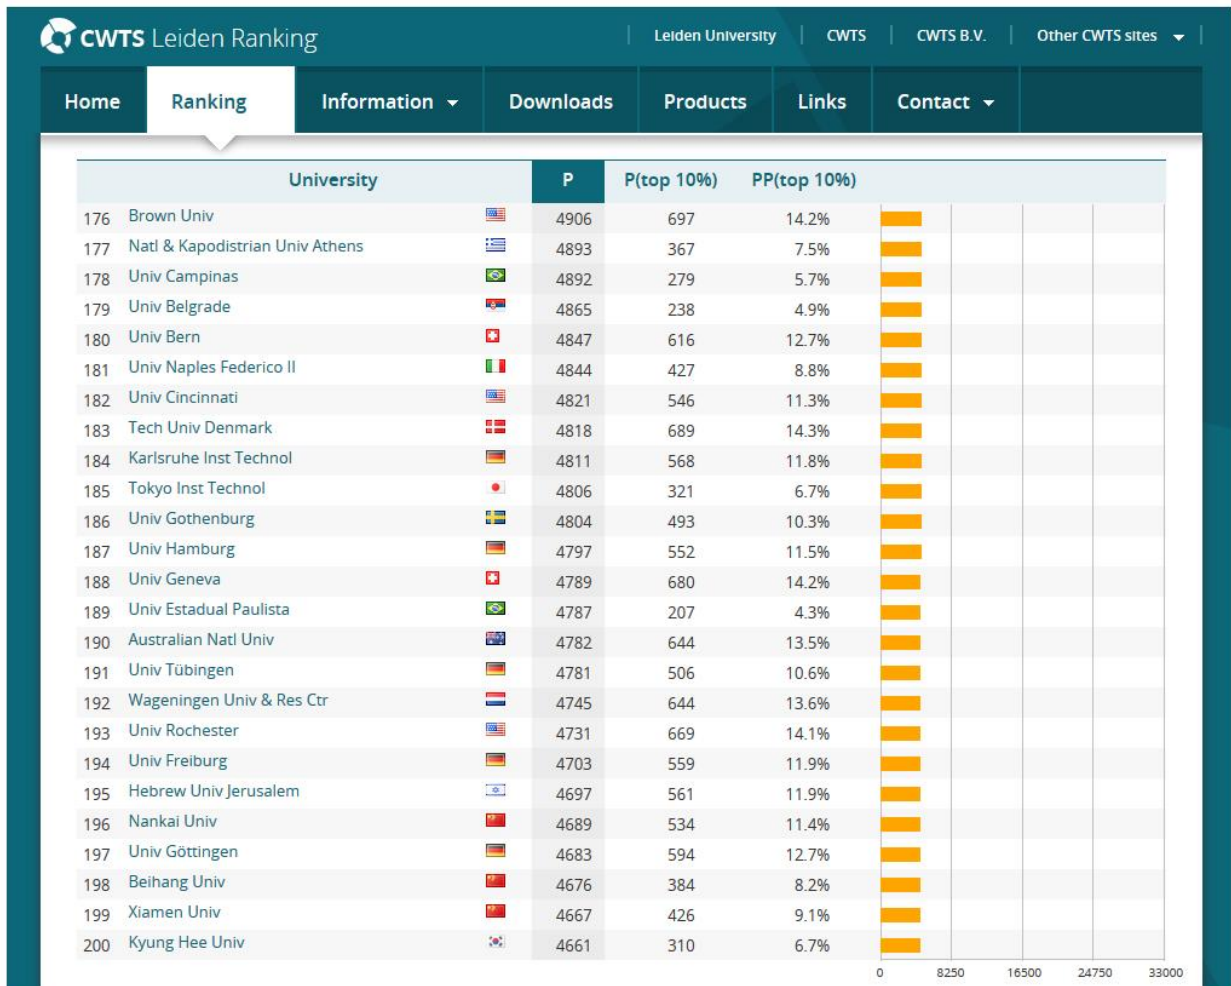 CWTS Leiden Ranking
Leiden University CWTS CWTS B.V. Other CWTS sites
Home Ranking Information Downloads Products Links Contact
University P P(top 10%) PP(top 10%)
176 Brown Univ 4906 697 14.2%
177 Natl & Kapodistrian Univ Athens 4893 367 7.5%
178 Univ Campinas 4892 279 5.7%
179 Univ Belgrade 4865 238 4.9%
180 Univ Bern 4847 616 12.7%
181 Univ Naples Federico II 4844 427 8.8%
182 Univ Cincinnati 4821 546 11.3%
183 Tech Univ Denmark 4818 689 14.3%
184 Karlsruhe Inst Technol 4811 568 11.8%
185 Tokyo Inst Technol 4806 321 6.7%
186 Univ Gothenburg 4804 493 10.3%
187 Univ Hamburg 4797 552 11.5%
188 Univ Geneva 4789 680 14.2%
189 Univ Estadual Paulista 4787 207 4.3%
190 Australian Natl Univ 4782 644 13.5%
191 Univ Tübingen 4781 506 10.6%
192 Wageningen Univ & Res Ctr 4745 644 13.6%
193 Univ Rochester 4731 669 14.1%
194 Univ Freiburg 4703 559 11.9%
195 Hebrew Univ Jerusalem 4697 561 11.9%
196 Nankai Univ 4689 534 11.4%
197 Univ Göttingen 4683 594 12.7%
198 Beihang Univ 4676 384 8.2%
199 Xiamen Univ 4667 426 9.1%
200 Kyung Hee Univ 4661 310 6.7%
0 8250 16500 24750 33000